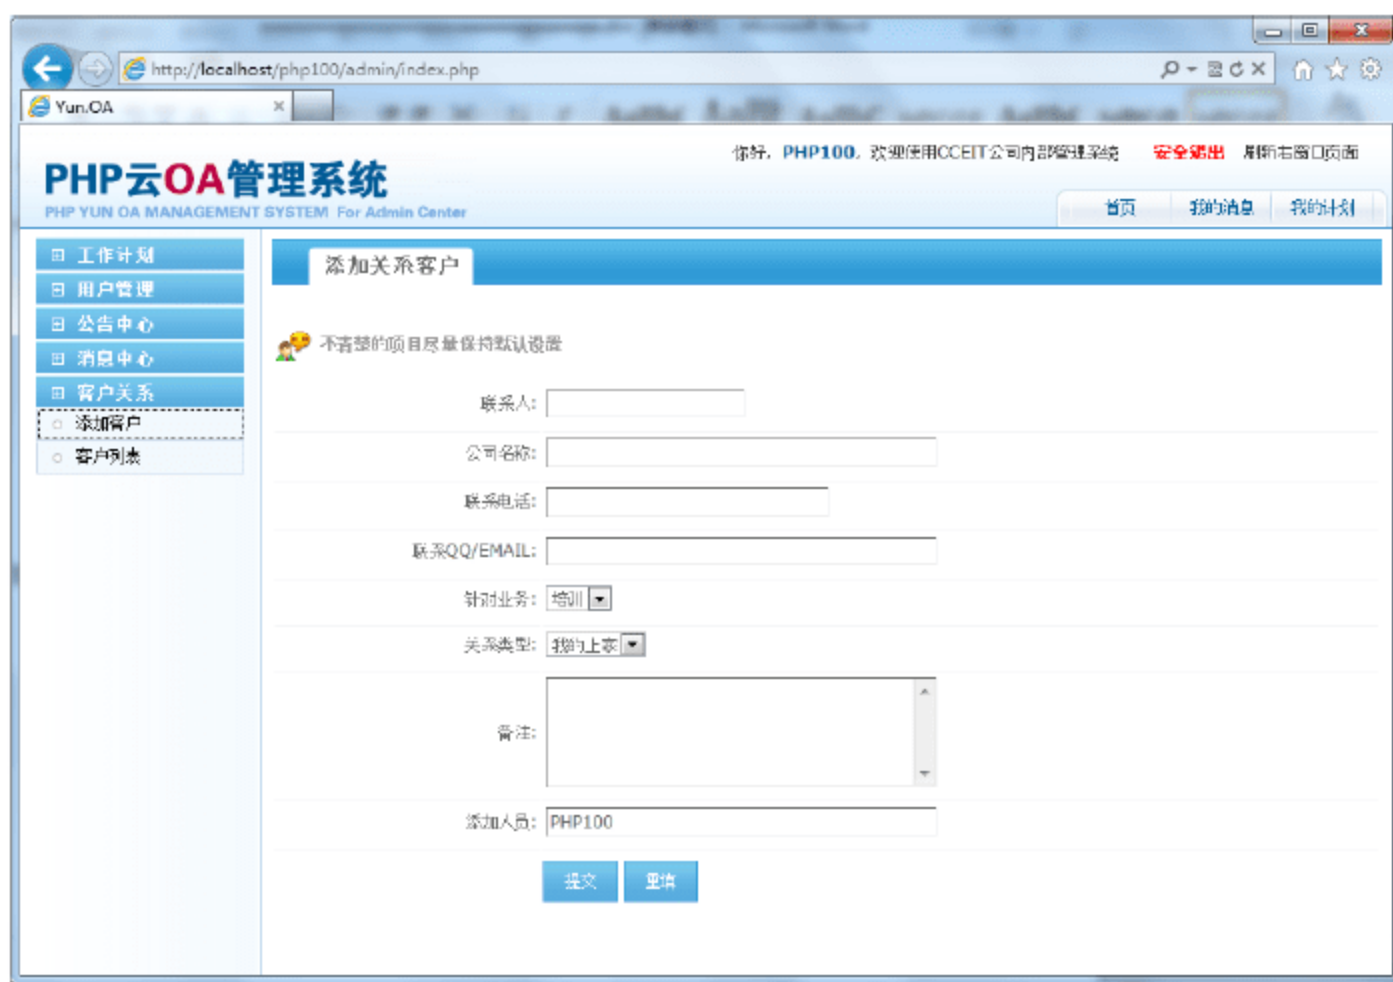 http://localhost/php100/admin/index.php
Yun.OA
你好，PHP100，欢迎使用CCEIT公司内部管理系统 安全退出 刷新右窗口页面
PHP云OA管理系统
PHP YUN OA MANAGEMENT SYSTEM For Admin Center
首页 我的消息 我的计划
工作计划
用户管理
公告中心
消息中心
客户关系
添加客户
客户列表
添加关系客户
不清楚的项目尽量保持默认设置
联系人:
公司名称:
联系电话:
联系QQ/EMAIL:
针对业务: 培训
关系类型: 我的上家
备注:
添加人员: PHP100
提交 重填